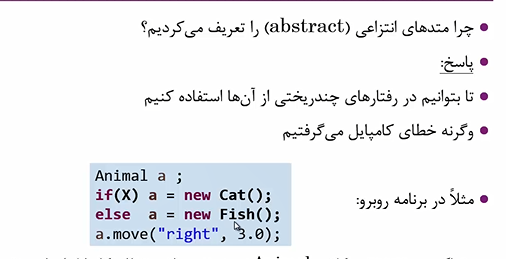 چرا متدهای انتزاعی (abstract) را تعریف می‌کردیم؟
پاسخ:
تا بتوانیم در رفتارهای چندریختی از آن‌ها استفاده کنیم
وگرنه خطای کامپایل می‌گرفتیم
مثلاً در برنامه روبرو:
Animal a ;
if(X) a = new Cat();
else a = new Fish();
a.move("right", 3.0);